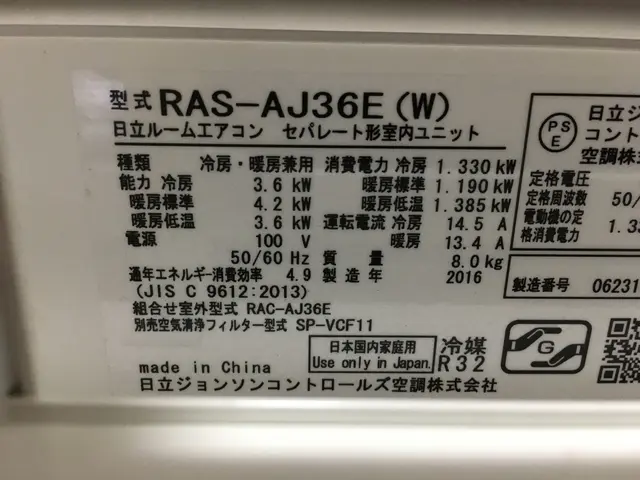 型式 RAS-AJ36E (W)
日立ルームエアコン セパレート形室内ユニット
種類 冷房・暖房兼用 消費電力 冷房 1.330 kW
能力 冷房 3.6 kW 暖房標準 1.190 kW
暖房標準 4.2 kW 暖房低温 1.385 kW
暖房低温 3.6 kW 運転電流 冷房 14.5 A
電源 100 V 暖房 13.4 A
50/60 Hz 質量 8.0 kg
通年エネルギー消費効率 4.9 製造年 2016
(JIS C 9612:2013)
組合せ室外型式 RAC-AJ36E
別売空気清浄フィルター型式 SP-VCF11
日本国内家庭用
Use only in Japan.
冷媒
R32
G
made in China
日立ジョンソンコントロールズ空調株式会社
PS
E
日立ジ
コント
空調株
定格電圧
定格周波数 50/
電動機の定
格消費電力 1.3
製造番号 06231